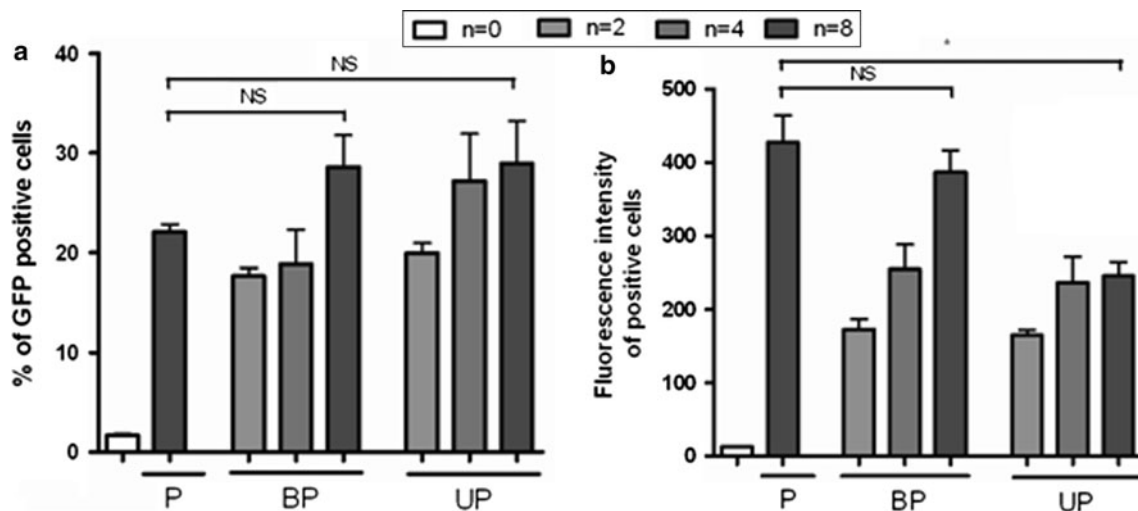 n=0 n=2 n=4 n=8
a
% of GFP positive cells
40
30
20
10
0
NS
NS
P BP UP
b
Fluorescence intensity
of positive cells
500
400
300
200
100
0
*
NS
P BP UP